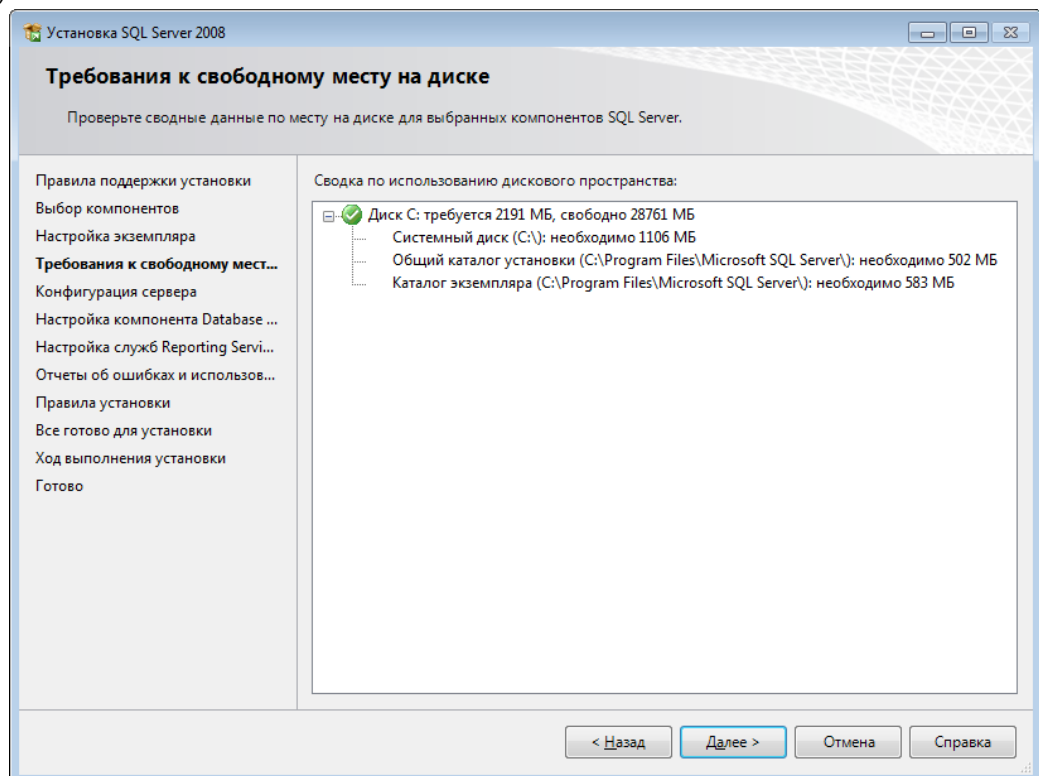 Установка SQL Server 2008
Требования к свободному месту на диске
Проверьте сводные данные по месту на диске для выбранных компонентов SQL Server.
Правила поддержки установки
Выбор компонентов
Настройка экземпляра
Требования к свободному мест...
Конфигурация сервера
Настройка компонента Database ...
Настройка служб Reporting Servi...
Отчеты об ошибках и использов...
Правила установки
Все готово для установки
Ход выполнения установки
Готово
Сводка по использованию дискового пространства:
Диск C: требуется 2191 МБ, свободно 28761 МБ
Системный диск (C:\): необходимо 1106 МБ
Общий каталог установки (C:\Program Files\Microsoft SQL Server\): необходимо 502 МБ
Каталог экземпляра (C:\Program Files\Microsoft SQL Server\): необходимо 583 МБ
< Назад Далее > Отмена Справка